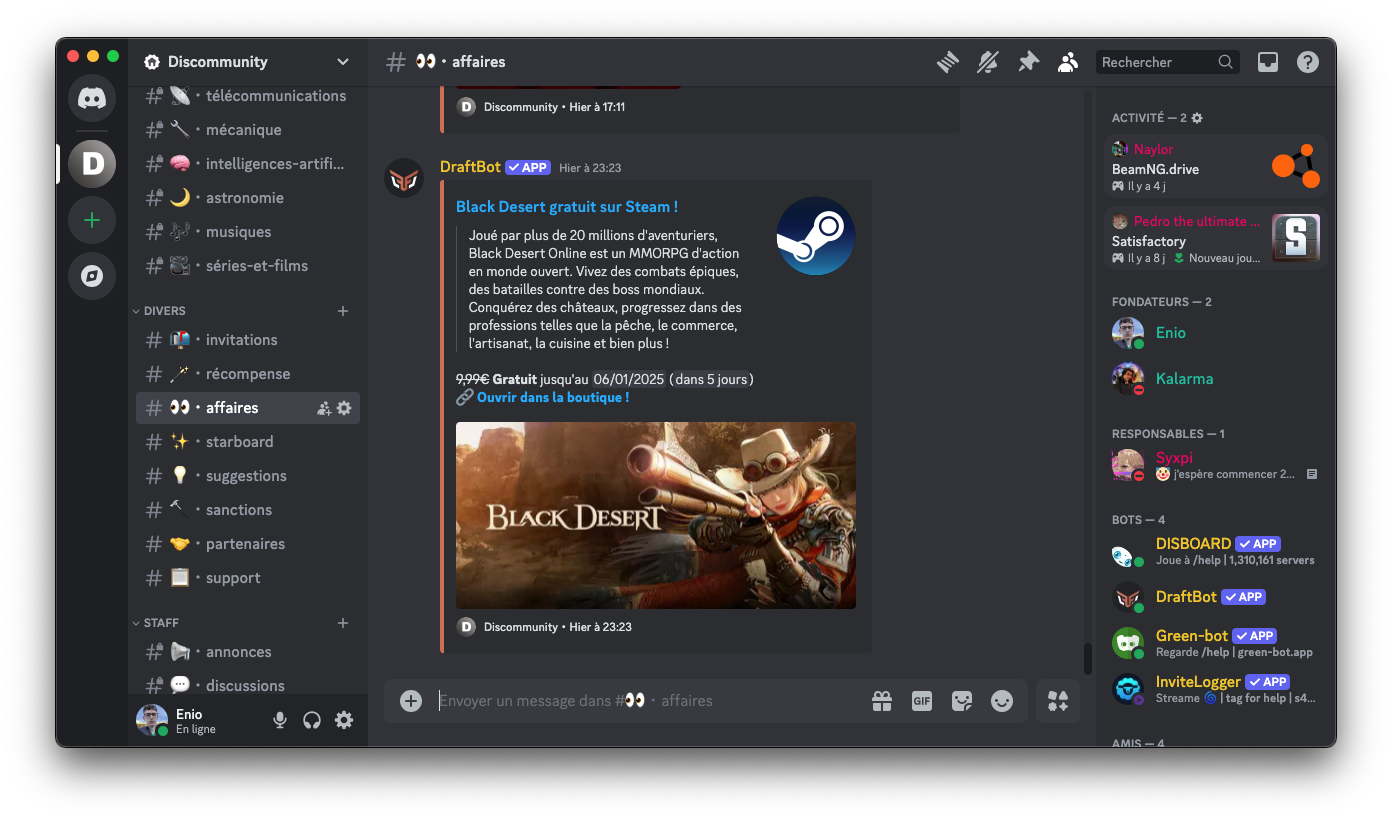 Discommunity
télécommunications
mécanique
intelligences-artifi...
astronomie
musiques
séries-et-films
DIVERS
invitations
récompense
affaires
starboard
suggestions
sanctions
partenaires
support
STAFF
annonces
discussions
Enio
En ligne
# 👀・affaires
Rechercher
D Discommunity • Hier à 17:11
DraftBot ✓ APP Hier à 23:23
Black Desert gratuit sur Steam !
Joué par plus de 20 millions d'aventuriers,
Black Desert Online est un MMORPG d'action
en monde ouvert. Vivez des combats épiques,
des batailles contre des boss mondiaux.
Conquérez des châteaux, progressez dans des
professions telles que la pêche, le commerce,
l'artisanat, la cuisine et bien plus !
9,99€ Gratuit jusqu'au 06/01/2025 (dans 5 jours)
🔗 Ouvrir dans la boutique !
BLACK DESERT
D Discommunity • Hier à 23:23
Envoyer un message dans #👀・affaires
GIF
ACTIVITÉ — 2
Naylor
BeamNG.drive
Il y a 4 j
Pedro the ultimate ...
Satisfactory
Il y a 8 j Nouveau jou...
S
FONDATEURS — 2
Enio
Kalarma
RESPONSABLES — 1
Syxpi
🤡 j'espère commencer 2...
BOTS — 4
DISBOARD ✓ APP
Joue à /help | 1,310,161 servers
DraftBot ✓ APP
Green-bot ✓ APP
Regarde /help | green-bot.app
InviteLogger ✓ APP
Streame 🌀 | tag for help | s4...
AMIS — 4